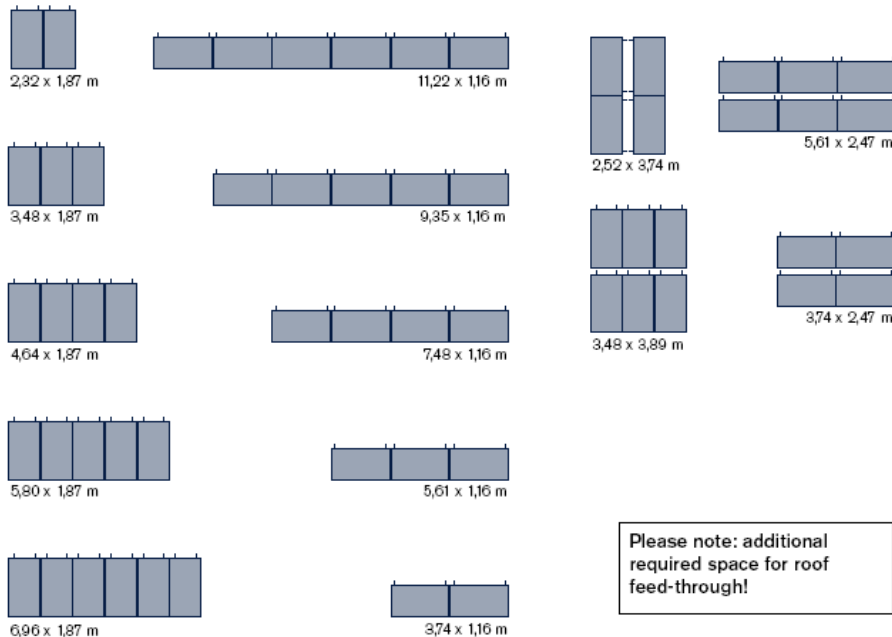 2,32 x 1,87 m
11,22 x 1,16 m
2,52 x 3,74 m
5,61 x 2,47 m
3,48 x 1,87 m
9,35 x 1,16 m
4,64 x 1,87 m
7,48 x 1,16 m
3,48 x 3,89 m
3,74 x 2,47 m
5,80 x 1,87 m
5,61 x 1,16 m
6,96 x 1,87 m
3,74 x 1,16 m
Please note: additional
required space for roof
feed-through!